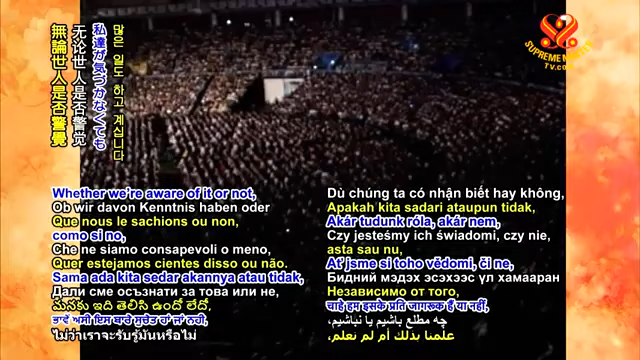 SUPREME MASTER
TV.com
많은 일도 하고 계십니다
私達が気づかなくても
无论世人是否警觉
無論世人是否警覺
Whether we're aware of it or not,
Ob wir davon Kenntnis haben oder
Que nous le sachions ou non,
como si no,
Che ne siamo consapevoli o meno,
Quer estejamos cientes disso ou não.
Sama ada kita sedar akannya atau tidak,
Дали сме осъзнати за това или не,
మనకు ఇది తెలిసి ఉందో లేదో,
ਭਾਵੇਂ ਅਸੀ ਇਸ ਬਾਰੇ ਸੁਚੇਤ ਹਾਂ ਜਾਂ ਨਹੀ,
ไม่ว่าเราจะรับรู้มันหรือไม่
Dù chúng ta có nhận biết hay không,
Apakah kita sadari ataupun tidak,
Akár tudunk róla, akár nem,
Czy jesteśmy ich świadomi, czy nie,
asta sau nu,
Ať jsme si toho vědomi, či ne,
Бидний мэдэх эсэхээс үл хамааран
Независимо от того,
चाहे हम इसके प्रति जागरूक हैं या नहीं,
چه مطلع باشیم یا نباشیم،
علمنا بذلك أم لم نعلم،